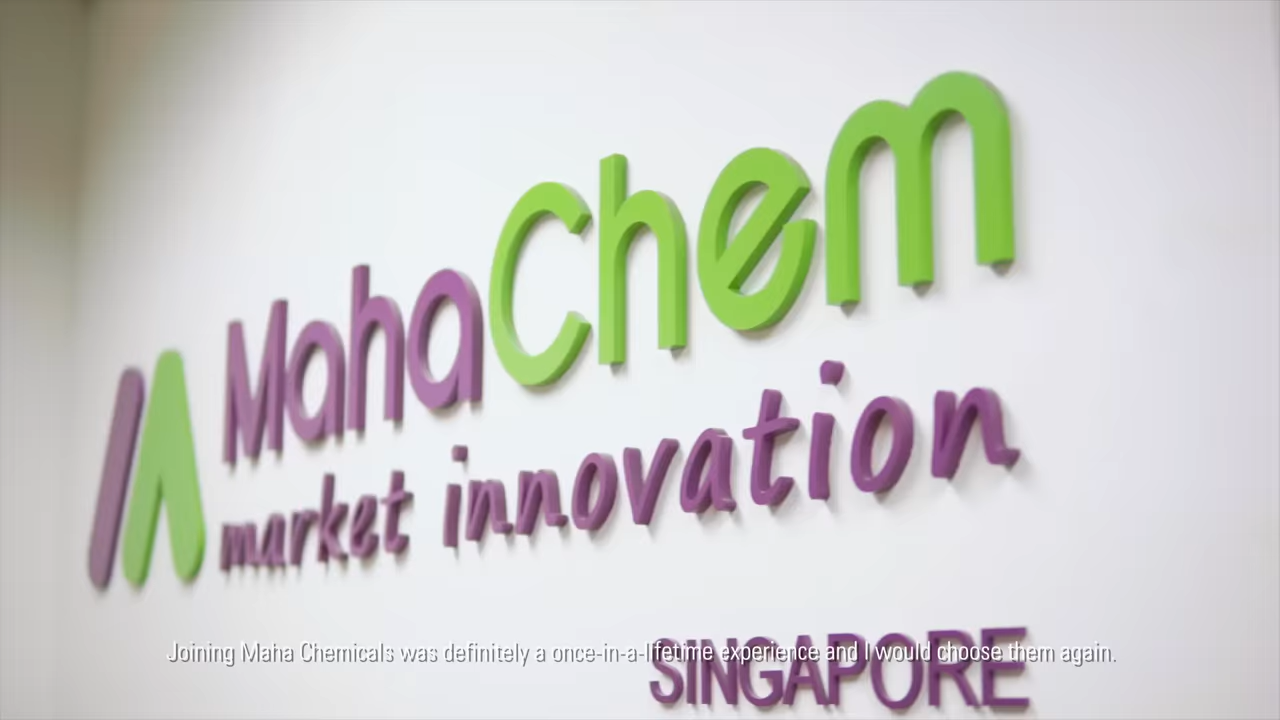 MahaChem
market innovation
SINGAPORE
Joining Maha Chemicals was definitely a once-in-a-lifetime experience and I would choose them again.